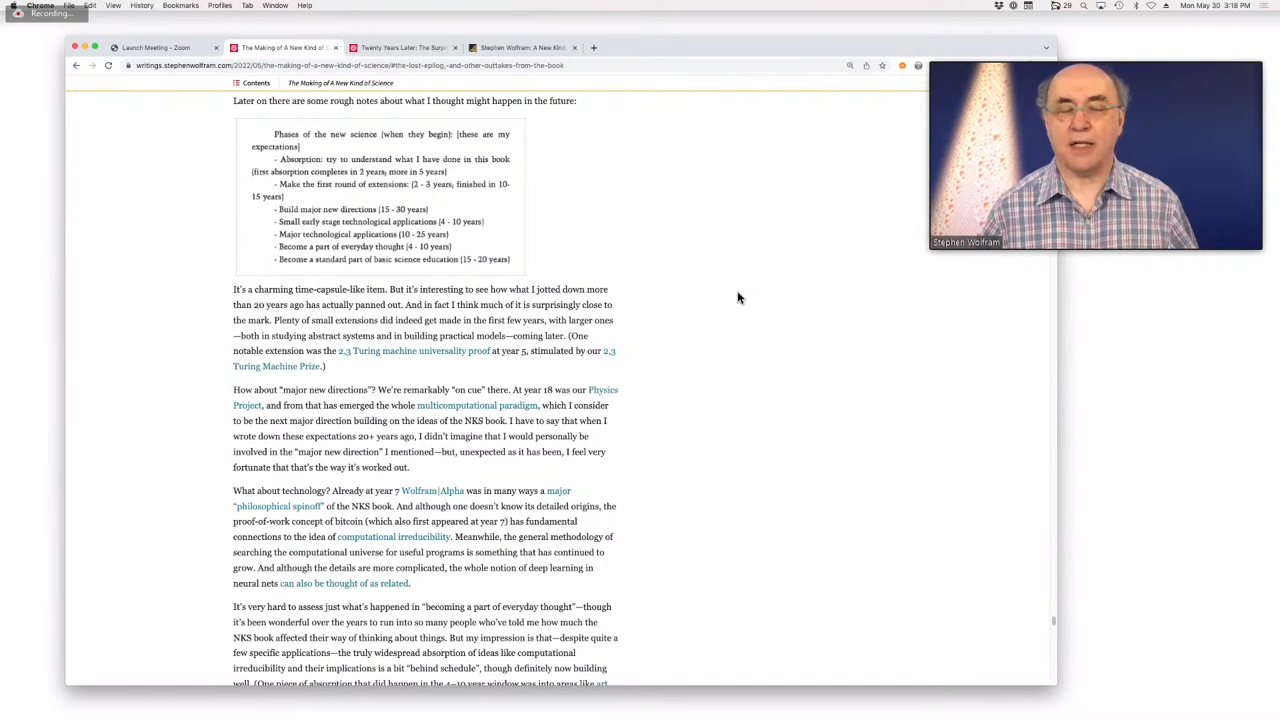 Chrome File Edit View History Bookmarks Profiles Tab Window Help
29 Mon May 30 3:18 PM
Recording...
Launch Meeting - Zoom
The Making of A New Kind of S
Twenty Years Later: The Surpr
Stephen Wolfram: A New Kind
writings.stephenwolfram.com/2022/05/the-making-of-a-new-kind-of-science/#the-lost-epilog,-and-other-outtakes-from-the-book
Contents The Making of A New Kind of Science
Later on there are some rough notes about what I thought might happen in the future:
Phases of the new science [when they begin]: [these are my
expectations]
- Absorption: try to understand what I have done in this book
[first absorption completes in 2 years; more in 5 years]
- Make the first round of extensions: [2 - 3 years; finished in 10-
15 years]
- Build major new directions [15 - 30 years]
- Small early stage technological applications [4 - 10 years]
- Major technological applications [10 - 25 years]
- Become a part of everyday thought [4 - 10 years]
- Become a standard part of basic science education [15 - 20 years]
It's a charming time-capsule-like item. But it's interesting to see how what I jotted down more
than 20 years ago has actually panned out. And in fact I think much of it is surprisingly close to
the mark. Plenty of small extensions did indeed get made in the first few years, with larger ones
—both in studying abstract systems and in building practical models—coming later. (One
notable extension was the 2,3 Turing machine universality proof at year 5, stimulated by our 2,3
Turing Machine Prize.)
How about “major new directions”? We're remarkably “on cue” there. At year 18 was our Physics
Project, and from that has emerged the whole multicomputational paradigm, which I consider
to be the next major direction building on the ideas of the NKS book. I have to say that when I
wrote down these expectations 20+ years ago, I didn't imagine that I would personally be
involved in the “major new direction” I mentioned—but, unexpected as it has been, I feel very
fortunate that that's the way it's worked out.
What about technology? Already at year 7 Wolfram|Alpha was in many ways a major
“philosophical spinoff” of the NKS book. And although one doesn't know its detailed origins, the
proof-of-work concept of bitcoin (which also first appeared at year 7) has fundamental
connections to the idea of computational irreducibility. Meanwhile, the general methodology of
searching the computational universe for useful programs is something that has continued to
grow. And although the details are more complicated, the whole notion of deep learning in
neural nets can also be thought of as related.
It's very hard to assess just what's happened in “becoming a part of everyday thought”—though
it's been wonderful over the years to run into so many people who've told me how much the
NKS book affected their way of thinking about things. But my impression is that—despite quite a
few specific applications—the truly widespread absorption of ideas like computational
irreducibility and their implications is a bit “behind schedule”, though definitely now building
well. (One piece of absorption that did happen in the 4–10 year window was into areas like art
Stephen Wolfram